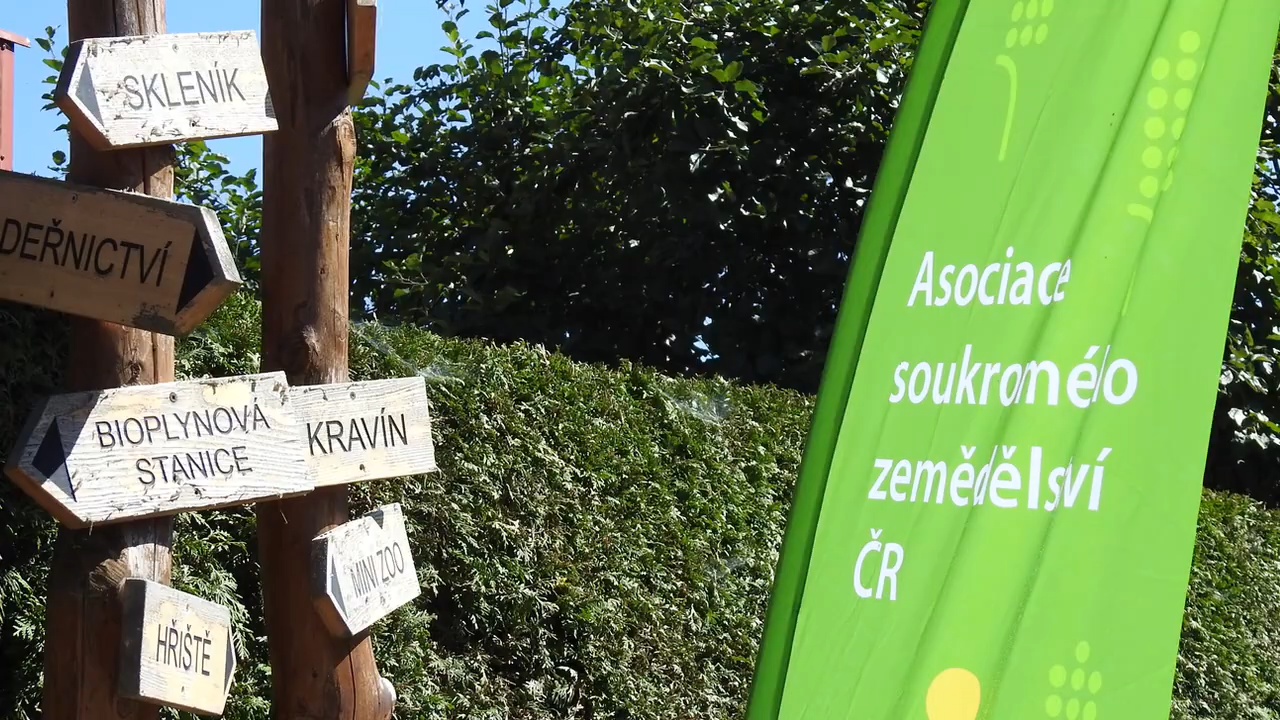 SKLENÍK
DEŘNICTVÍ
BIOPLYNOVÁ
STANICE
KRAVÍN
MINI ZOO
HŘIŠTĚ
Asociace
soukromého
zemědělství
ČR